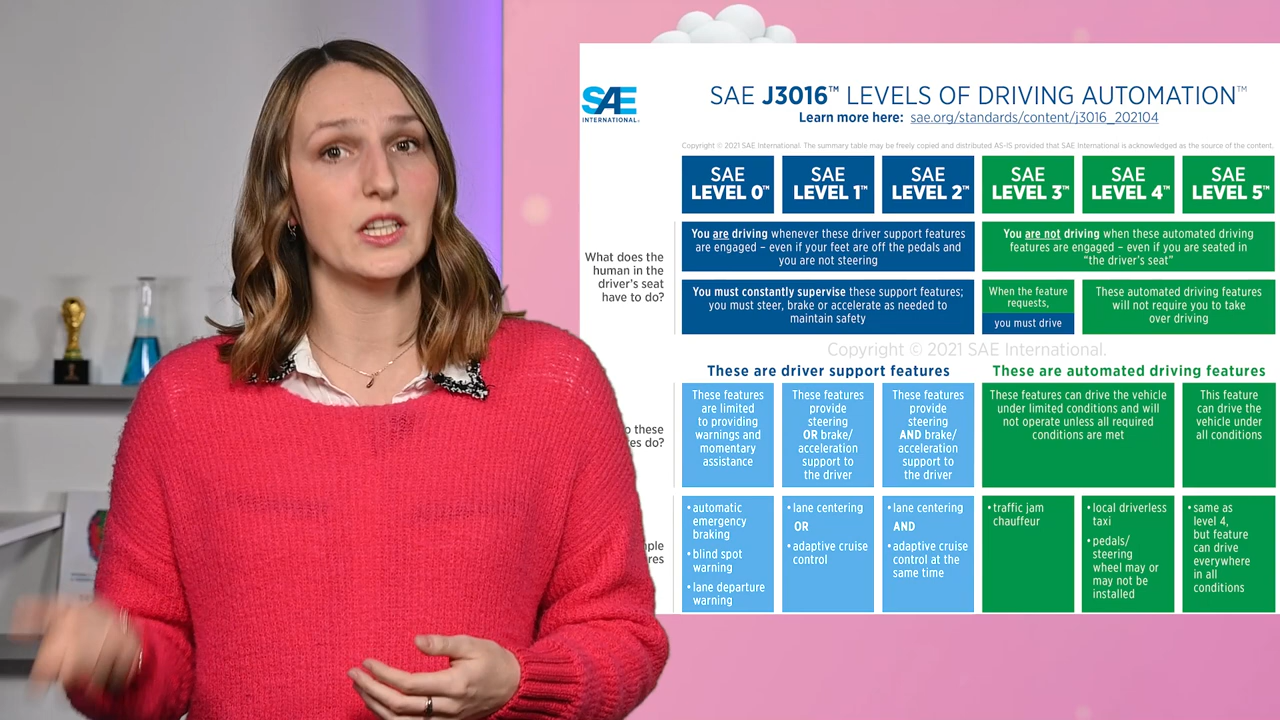 SAE
INTERNATIONAL
SAE J3016™ LEVELS OF DRIVING AUTOMATION™
Learn more here: sae.org/standards/content/j3016_202104
Copyright © 2021 SAE International. The summary table may be freely copied and distributed AS-IS provided that SAE International is acknowledged as the source of the content.
SAE
LEVEL 0™
SAE
LEVEL 1™
SAE
LEVEL 2™
SAE
LEVEL 3™
SAE
LEVEL 4™
SAE
LEVEL 5™
What does the
human in the
driver's seat
have to do?
You are driving whenever these driver support features
are engaged – even if your feet are off the pedals and
you are not steering
You are not driving when these automated driving
features are engaged – even if you are seated in
“the driver's seat”
You must constantly supervise these support features;
you must steer, brake or accelerate as needed to
maintain safety
When the feature
requests,
you must drive
These automated driving features
will not require you to take
over driving
Copyright © 2021 SAE International.
These are driver support features
These are automated driving features
these
do?
These features
are limited
to providing
warnings and
momentary
assistance
These features
provide
steering
OR brake/
acceleration
support to
the driver
These features
provide
steering
AND brake/
acceleration
support to
the driver
These features can drive the vehicle
under limited conditions and will
not operate unless all required
conditions are met
This feature
can drive the
vehicle under
all conditions
•automatic
emergency
braking
•blind spot
warning
•lane departure
warning
•lane centering
OR
•adaptive cruise
control
•lane centering
AND
•adaptive cruise
control at the
same time
•traffic jam
chauffeur
•local driverless
taxi
•pedals/
steering
wheel may or
may not be
installed
•same as
level 4,
but feature
can drive
everywhere
in all
conditions